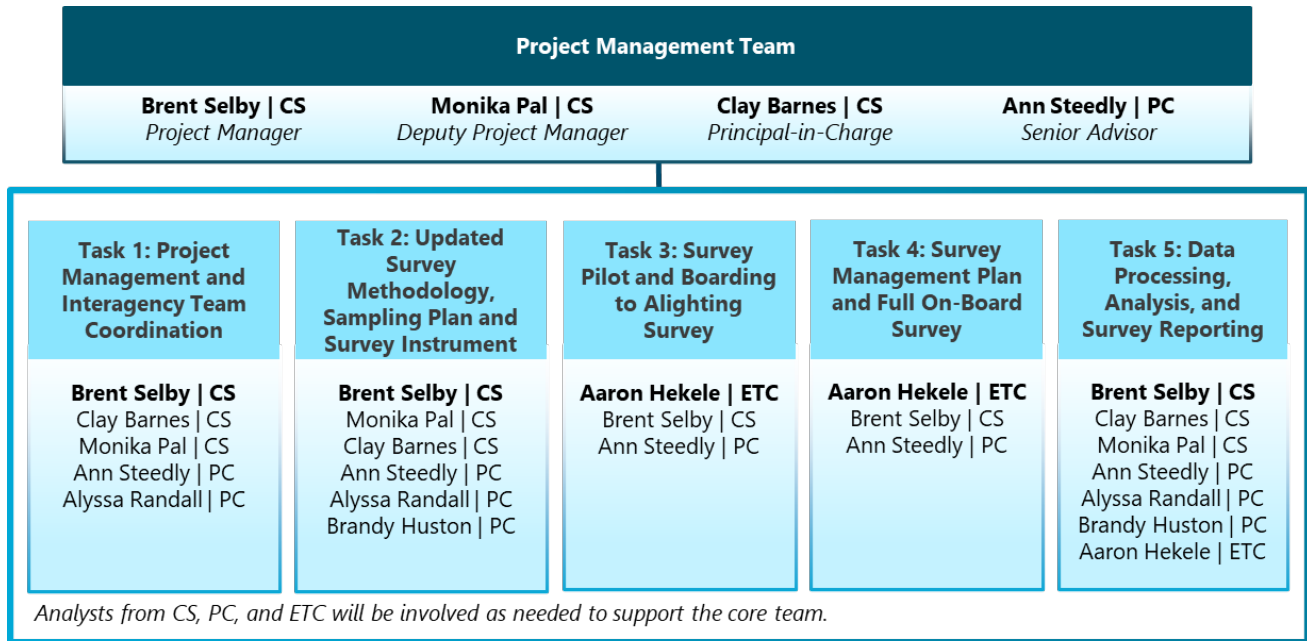 Project Management Team
Brent Selby | CS
Project Manager
Monika Pal | CS
Deputy Project Manager
Clay Barnes | CS
Principal-in-Charge
Ann Steedly | PC
Senior Advisor
Task 1: Project
Management and
Interagency Team
Coordination
Brent Selby | CS
Clay Barnes | CS
Monika Pal | CS
Ann Steedly | PC
Alyssa Randall | PC
Task 2: Updated
Survey
Methodology,
Sampling Plan and
Survey Instrument
Brent Selby | CS
Monika Pal | CS
Clay Barnes | CS
Ann Steedly | PC
Alyssa Randall | PC
Brandy Huston | PC
Task 3: Survey
Pilot and Boarding
to Alighting
Survey
Aaron Hekele | ETC
Brent Selby | CS
Ann Steedly | PC
Task 4: Survey
Management Plan
and Full On-Board
Survey
Aaron Hekele | ETC
Brent Selby | CS
Ann Steedly | PC
Task 5: Data
Processing,
Analysis, and
Survey Reporting
Brent Selby | CS
Clay Barnes | CS
Monika Pal | CS
Ann Steedly | PC
Alyssa Randall | PC
Brandy Huston | PC
Aaron Hekele | ETC
Analysts from CS, PC, and ETC will be involved as needed to support the core team.